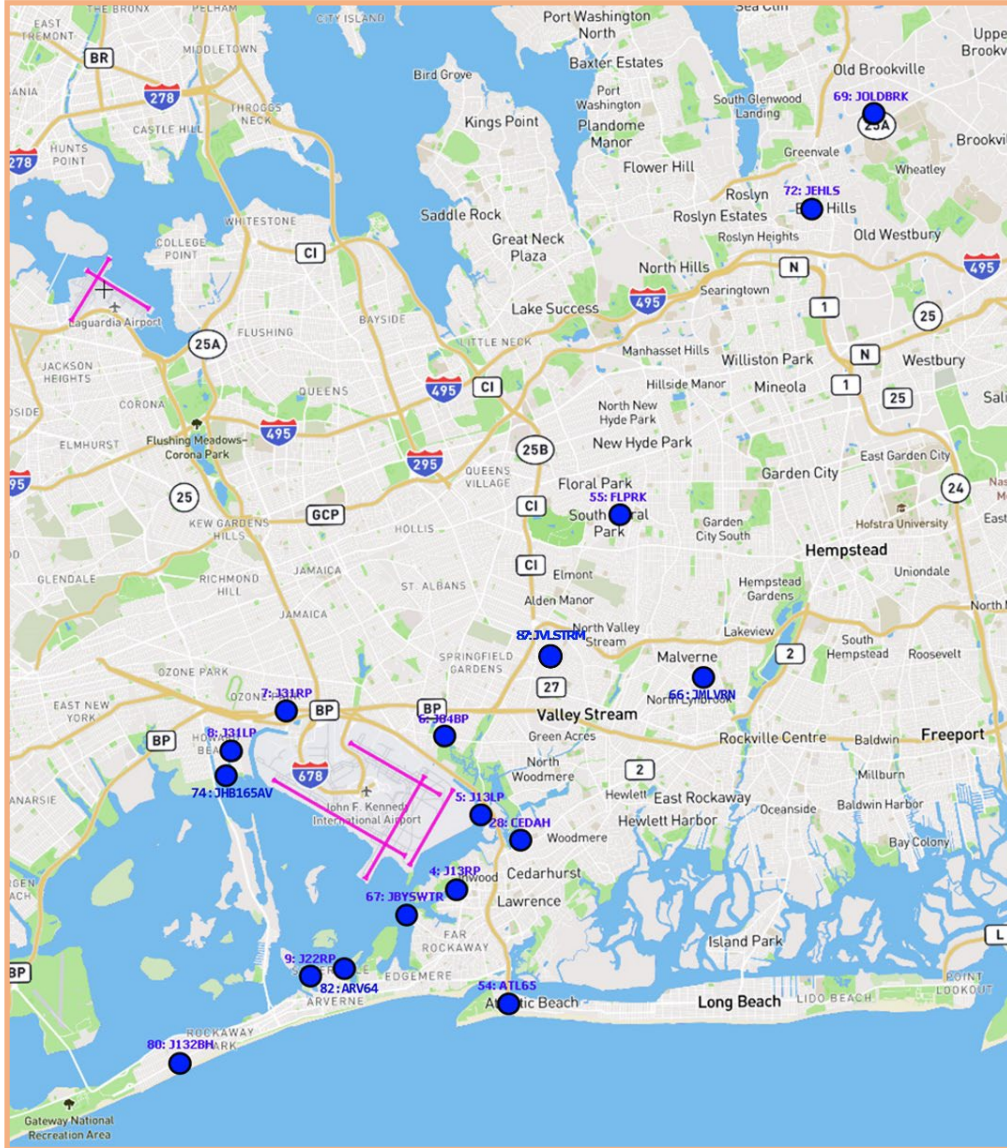 Port Washington
North
EAST
TREMONT
PELHAM
CITY ISLAND
BR
MIDDLETOWN
Baxter Estates
Old Brookville
Bird Grove
278
Port
Washington
South Glenwood
Landing
69: JOLDBRK
THROGGS
NECK
Kings Point
Plandome
Manor
25A
CASTLE HILL
HUNTS
POINT
278
Flower Hill
Greenvale
Wheatley
Roslyn
72: JEHLS
Saddle Rock
Roslyn Estates
WHITESTONE
COLLEGE
POINT
CI
Great Neck
Plaza
Roslyn Heights
Old Westbury
North Hills
N
495
495
Searingtown
Laguardia Airport
Lake Success
1
25
BAYSIDE
FLUSHING
25A
LITTLE NECK
Manhasset Hills
Williston Park
N
Westbury
JACKSON
HEIGHTS
495
CI
Hillside Manor
Mineola
1
25
QUEENS
CORONA
North New
Hyde Park
Flushing Meadows-
Corona Park
495
ELMHURST
25B
New Hyde Park
East Garden City
295
QUEENS
VILLAGE
Garden City
25
Floral Park
24
55: FLPRK
GCP
CI
KEW GARDENS
HILLS
HOLLIS
Garden
City South
Hofstra University
Hempstead
JAMAICA
CI
GLENDALE
RICHMOND
HILL
ST. ALBANS
Elmont
Hempstead
Gardens
Uniondale
JAMAICA
Alden Manor
North Valley
Stream
Lakeview
87: JVLSTRM
South
Hempstead
Roosevelt
OZONE PARK
SPRINGFIELD
GARDENS
Malverne
2
27
66: JMLVRN
North Lynbrook
7: J31RP
EAST NEW
YORK
BP
BP
6: J04BP
Valley Stream
BP
8: J31LP
Green Acres
Rockville Centre
Baldwin
Freeport
678
North
Woodmere
2
Millburn
74: JHB165AV
Hewlett
East Rockaway
John F. Kennedy
International Airport
5: J13LP
Oceanside
Baldwin Harbor
28: CEDAH
Woodmere
Hewlett Harbor
Bay Colony
4: J13RP
Cedarhurst
67: JBYSWTR
Lawrence
FAR
ROCKAWAY
Island Park
L
9: J22RP
EDGEMERE
BP
82: ARV64
ARVERNE
54: ATL65
Long Beach
LIDO BEACH
POINT
LOOKOUT
ROCKAWAY
PARK
80: J132BH
Gateway National
Recreation Area